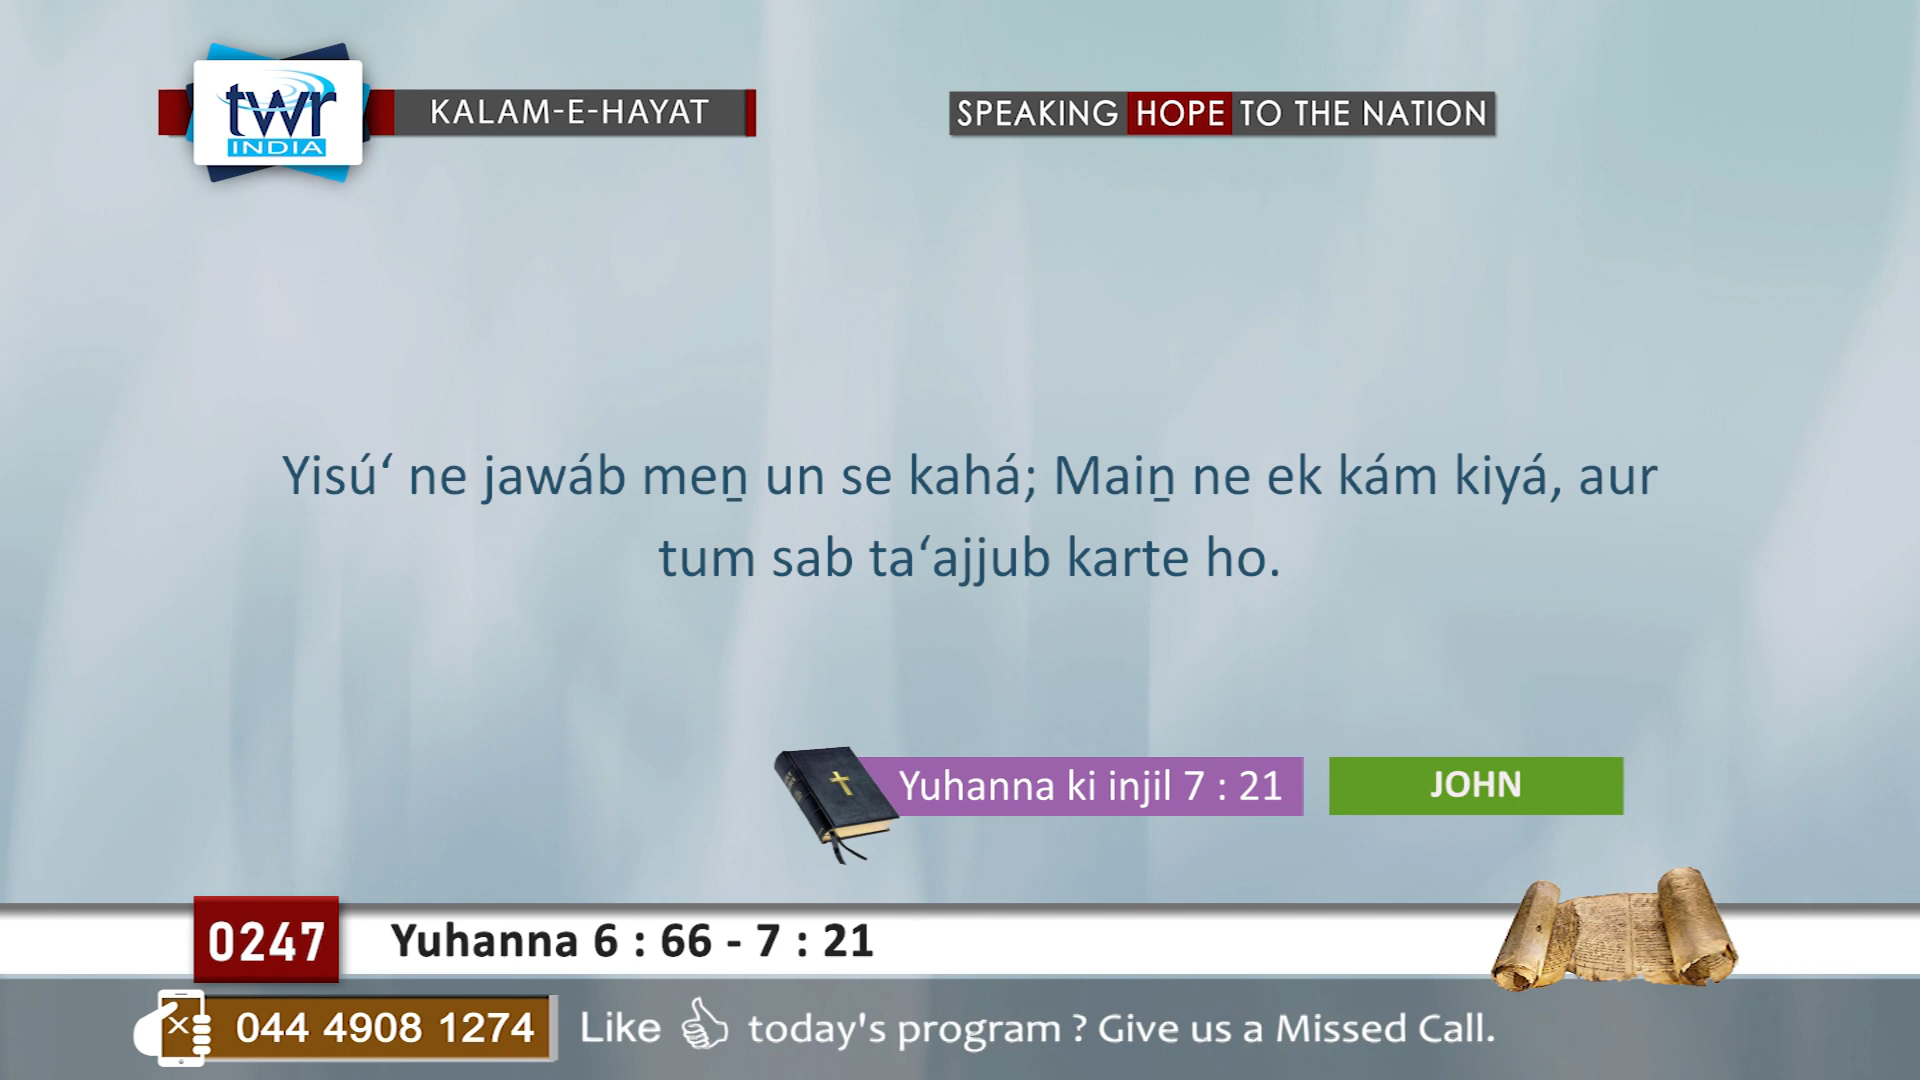 twr
INDIA
KALAM-E-HAYAT
SPEAKING HOPE TO THE NATION
Yisú‘ ne jawáb meṉ un se kahá; Maiṉ ne ek kám kiyá, aur
tum sab ta‘ajjub karte ho.
Yuhanna ki injil 7 : 21
JOHN
0247
Yuhanna 6 : 66 - 7 : 21
044 4908 1274
Like today's program ? Give us a Missed Call.